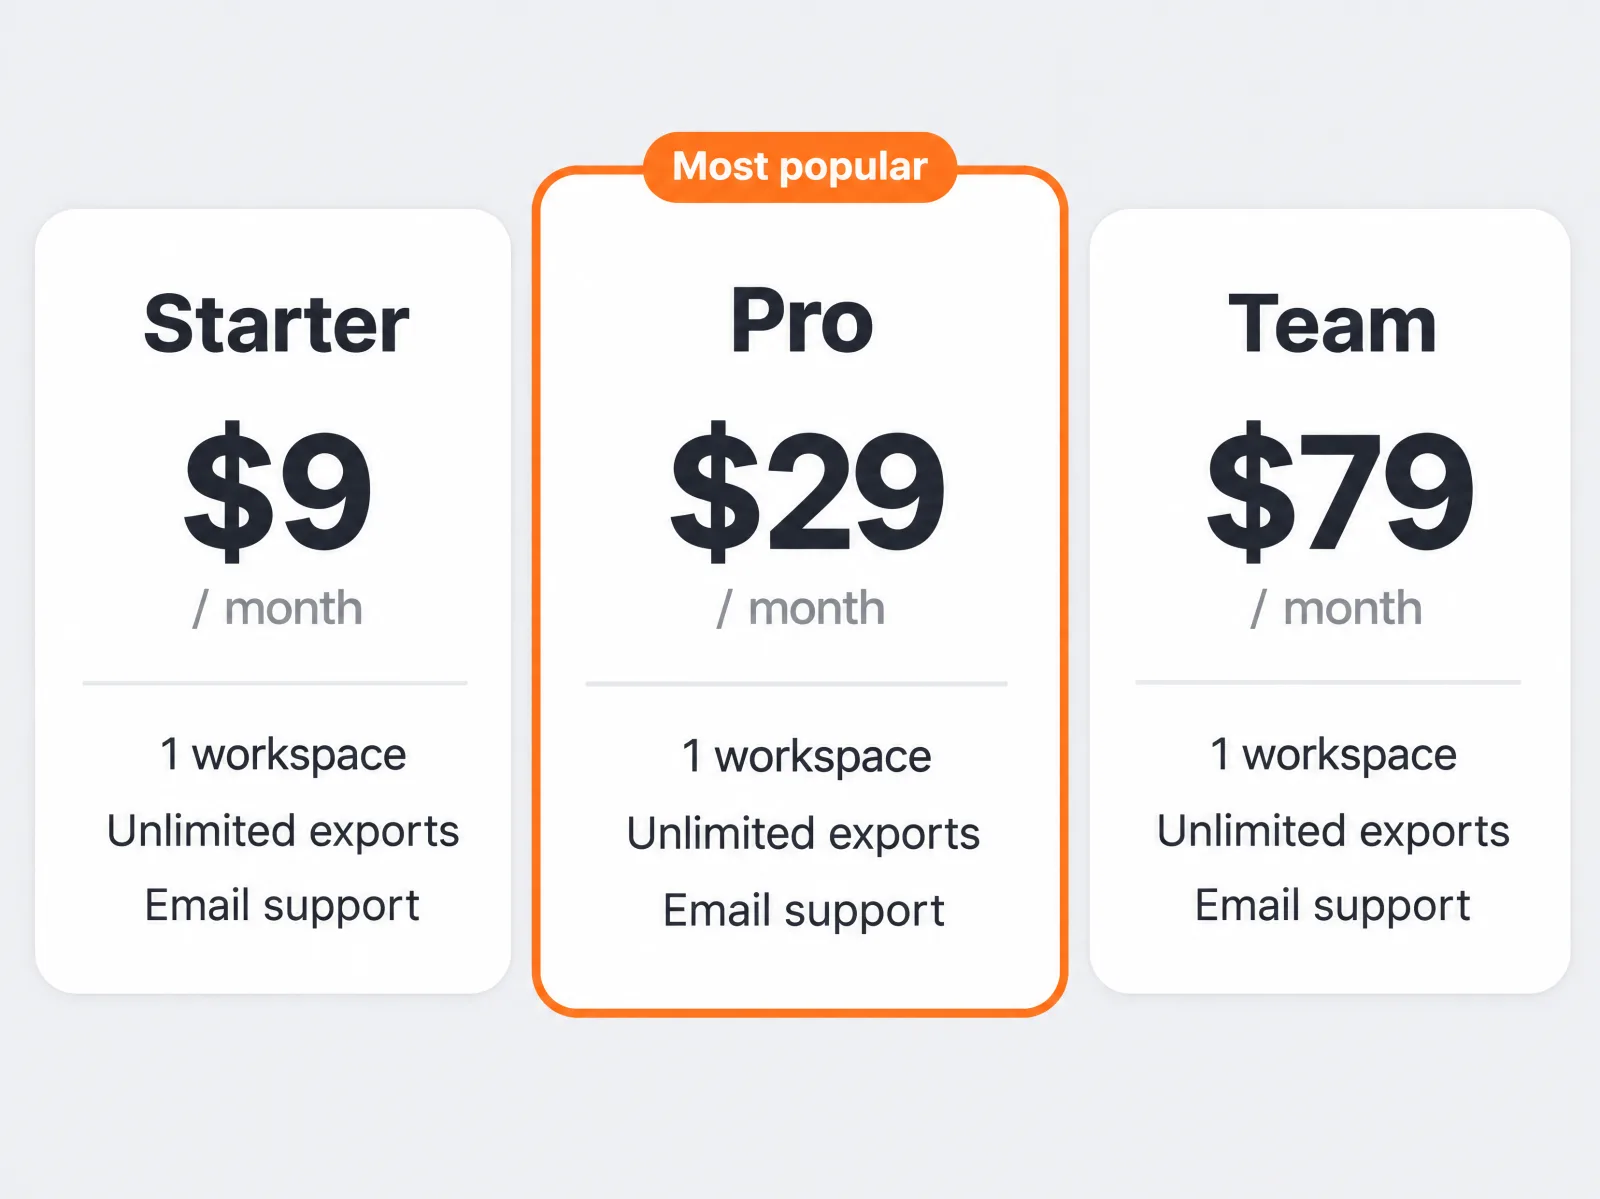 Starter
$9
/ month
1 workspace
Unlimited exports
Email support
Most popular
Pro
$29
/ month
1 workspace
Unlimited exports
Email support
Team
$79
/ month
1 workspace
Unlimited exports
Email support